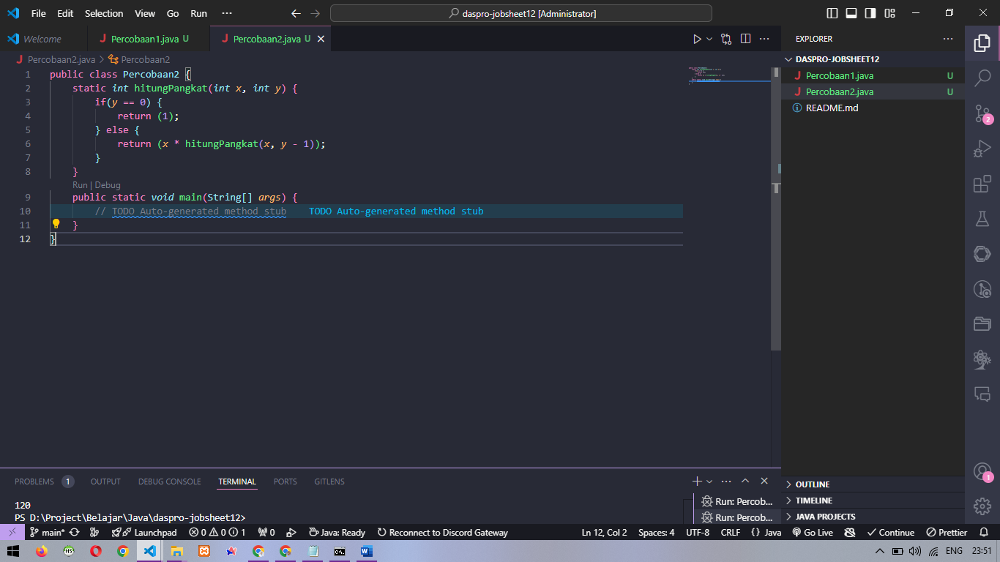 File Edit Selection View Go Run ··· daspro-jobsheet12 [Administrator]
Welcome Percobaan1.java U Percobaan2.java U
Percobaan2.java > Percobaan2
1 public class Percobaan2 {
2 static int hitungPangkat(int x, int y) {
3 if(y == 0) {
4 return (1);
5 } else {
6 return (x * hitungPangkat(x, y - 1));
7 }
8 }
Run | Debug
9 public static void main(String[] args) {
10 // TODO Auto-generated method stub TODO Auto-generated method stub
11 }
12 }
EXPLORER ···
DASPRO-JOBSHEET12
J Percobaan1.java U
J Percobaan2.java U
README.md
2
1
OUTLINE
TIMELINE
JAVA PROJECTS
PROBLEMS 1 OUTPUT DEBUG CONSOLE TERMINAL PORTS GITLENS
120
PS D:\Project\Belajar\Java\daspro-jobsheet12>
Run: Percob...
Run: Percob...
main* Launchpad 0 0 1 0 Java: Ready Reconnect to Discord Gateway Ln 12, Col 2 Spaces: 4 UTF-8 CRLF {} Java Go Live Continue Prettier
HS ENG 23:51